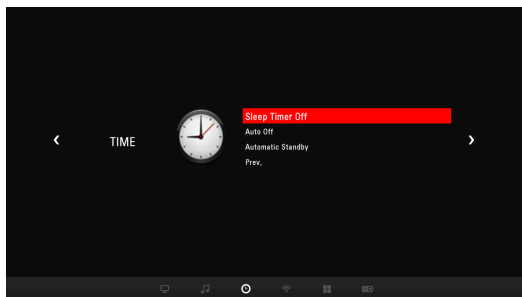 TIME
Sleep Timer Off
Auto Off
Automatic Standby
Prev.